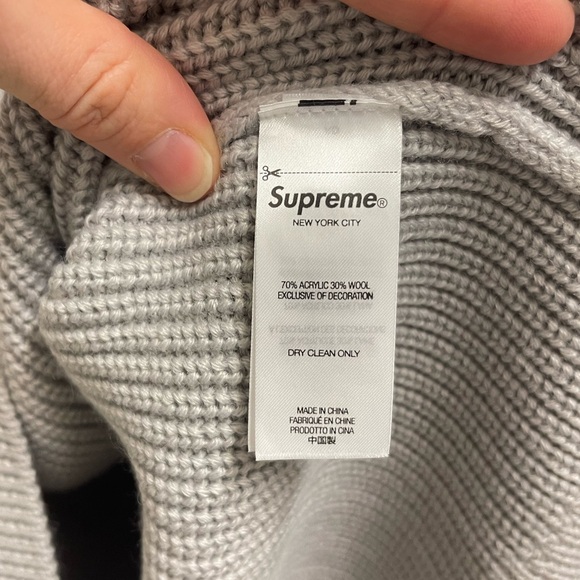 Supreme®
NEW YORK CITY
70% ACRYLIC 30% WOOL
EXCLUSIVE OF DECORATION
DRY CLEAN ONLY
MADE IN CHINA
FABRIQUÉ EN CHINE
PRODOTTO IN CINA
中国製